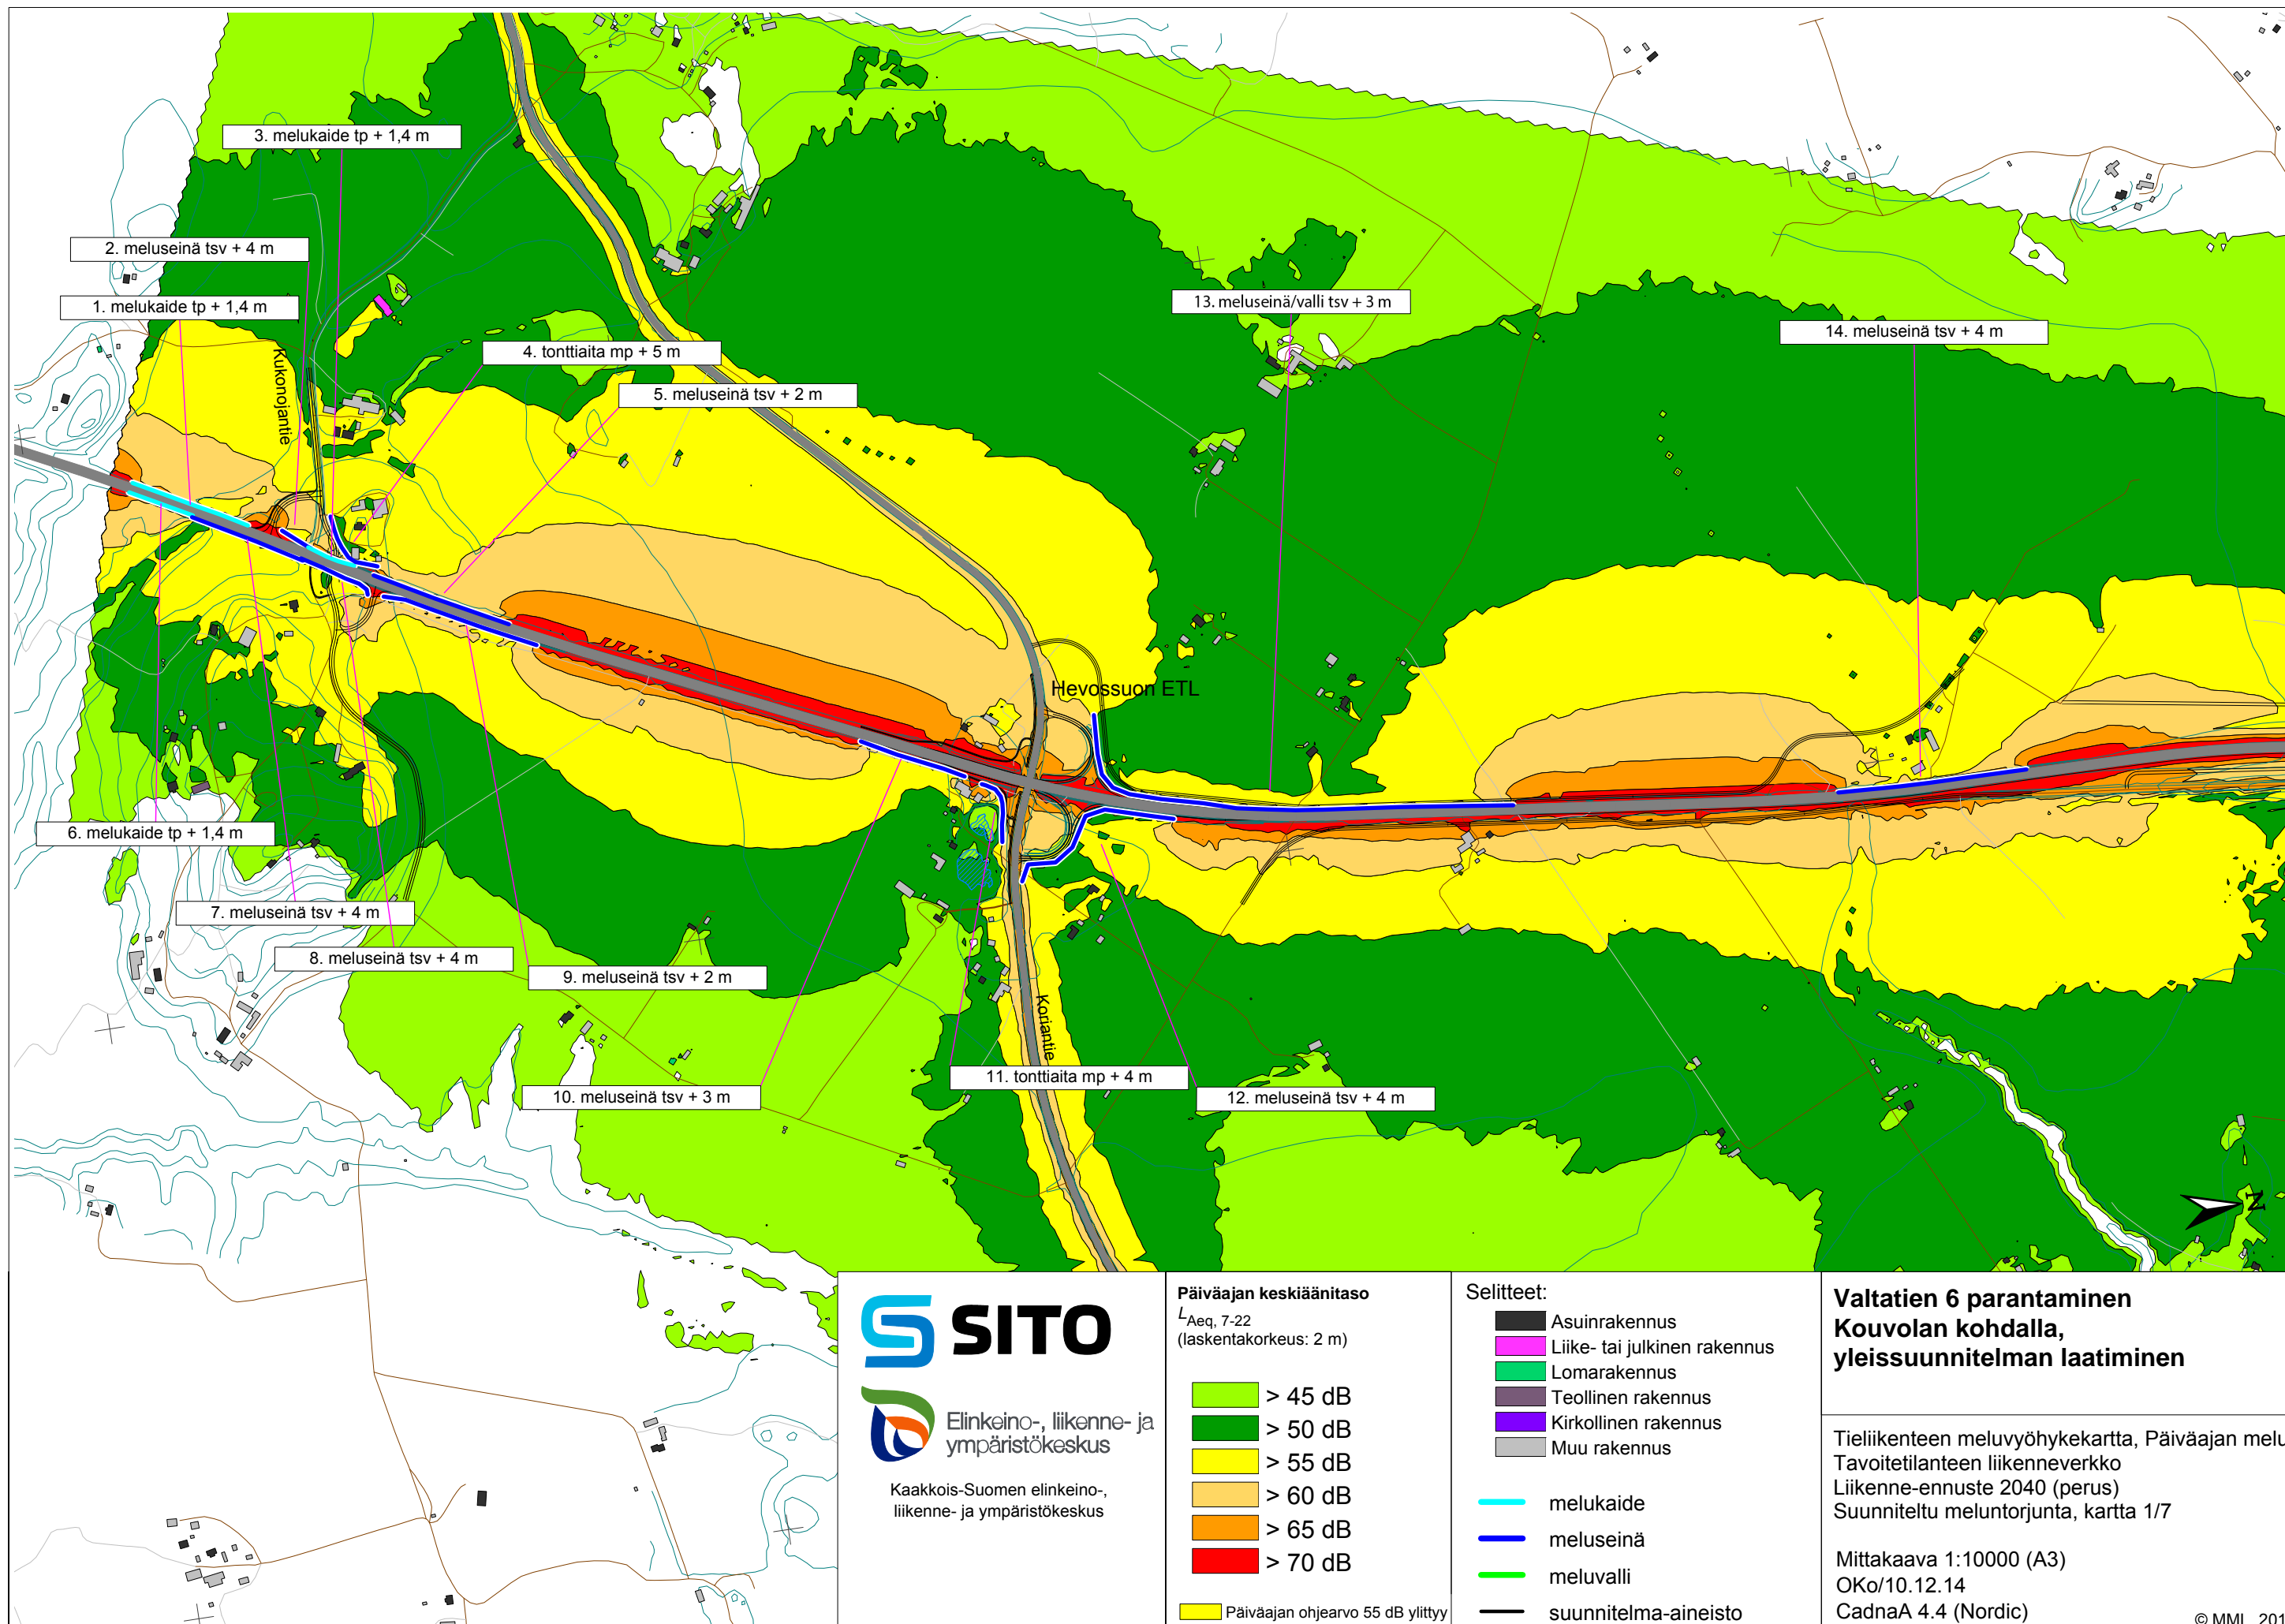 3. melukaide tp + 1,4 m
2. meluseinä tsv + 4 m
1. melukaide tp + 1,4 m
13. meluseinä/valli tsv + 3 m
14. meluseinä tsv + 4 m
4. tonttiaita mp + 5 m
5. meluseinä tsv + 2 m
Kukonojantie
Hevossuon ETL
6. melukaide tp + 1,4 m
7. meluseinä tsv + 4 m
8. meluseinä tsv + 4 m
9. meluseinä tsv + 2 m
10. meluseinä tsv + 3 m
11. tonttiaita mp + 4 m
12. meluseinä tsv + 4 m
Koriantie
N
SITO
Elinkeino-, liikenne- ja
ympäristökeskus
Kaakkois-Suomen elinkeino-,
liikenne- ja ympäristökeskus
Päiväajan keskiäänitaso
LAeq, 7-22
(laskentakorkeus: 2 m)
> 45 dB
> 50 dB
> 55 dB
> 60 dB
> 65 dB
> 70 dB
Päiväajan ohjearvo 55 dB ylittyy
Selitteet:
Asuinrakennus
Liike- tai julkinen rakennus
Lomarakennus
Teollinen rakennus
Kirkollinen rakennus
Muu rakennus
melukaide
meluseinä
meluvalli
suunnitelma-aineisto
Valtatien 6 parantaminen
Kouvolan kohdalla,
yleissuunnitelman laatiminen
Tieliikenteen meluvyöhykekartta, Päiväajan melu
Tavoitetilanteen liikenneverkko
Liikenne-ennuste 2040 (perus)
Suunniteltu meluntorjunta, kartta 1/7
Mittakaava 1:10000 (A3)
OKo/10.12.14
CadnaA 4.4 (Nordic)
© MML, 201